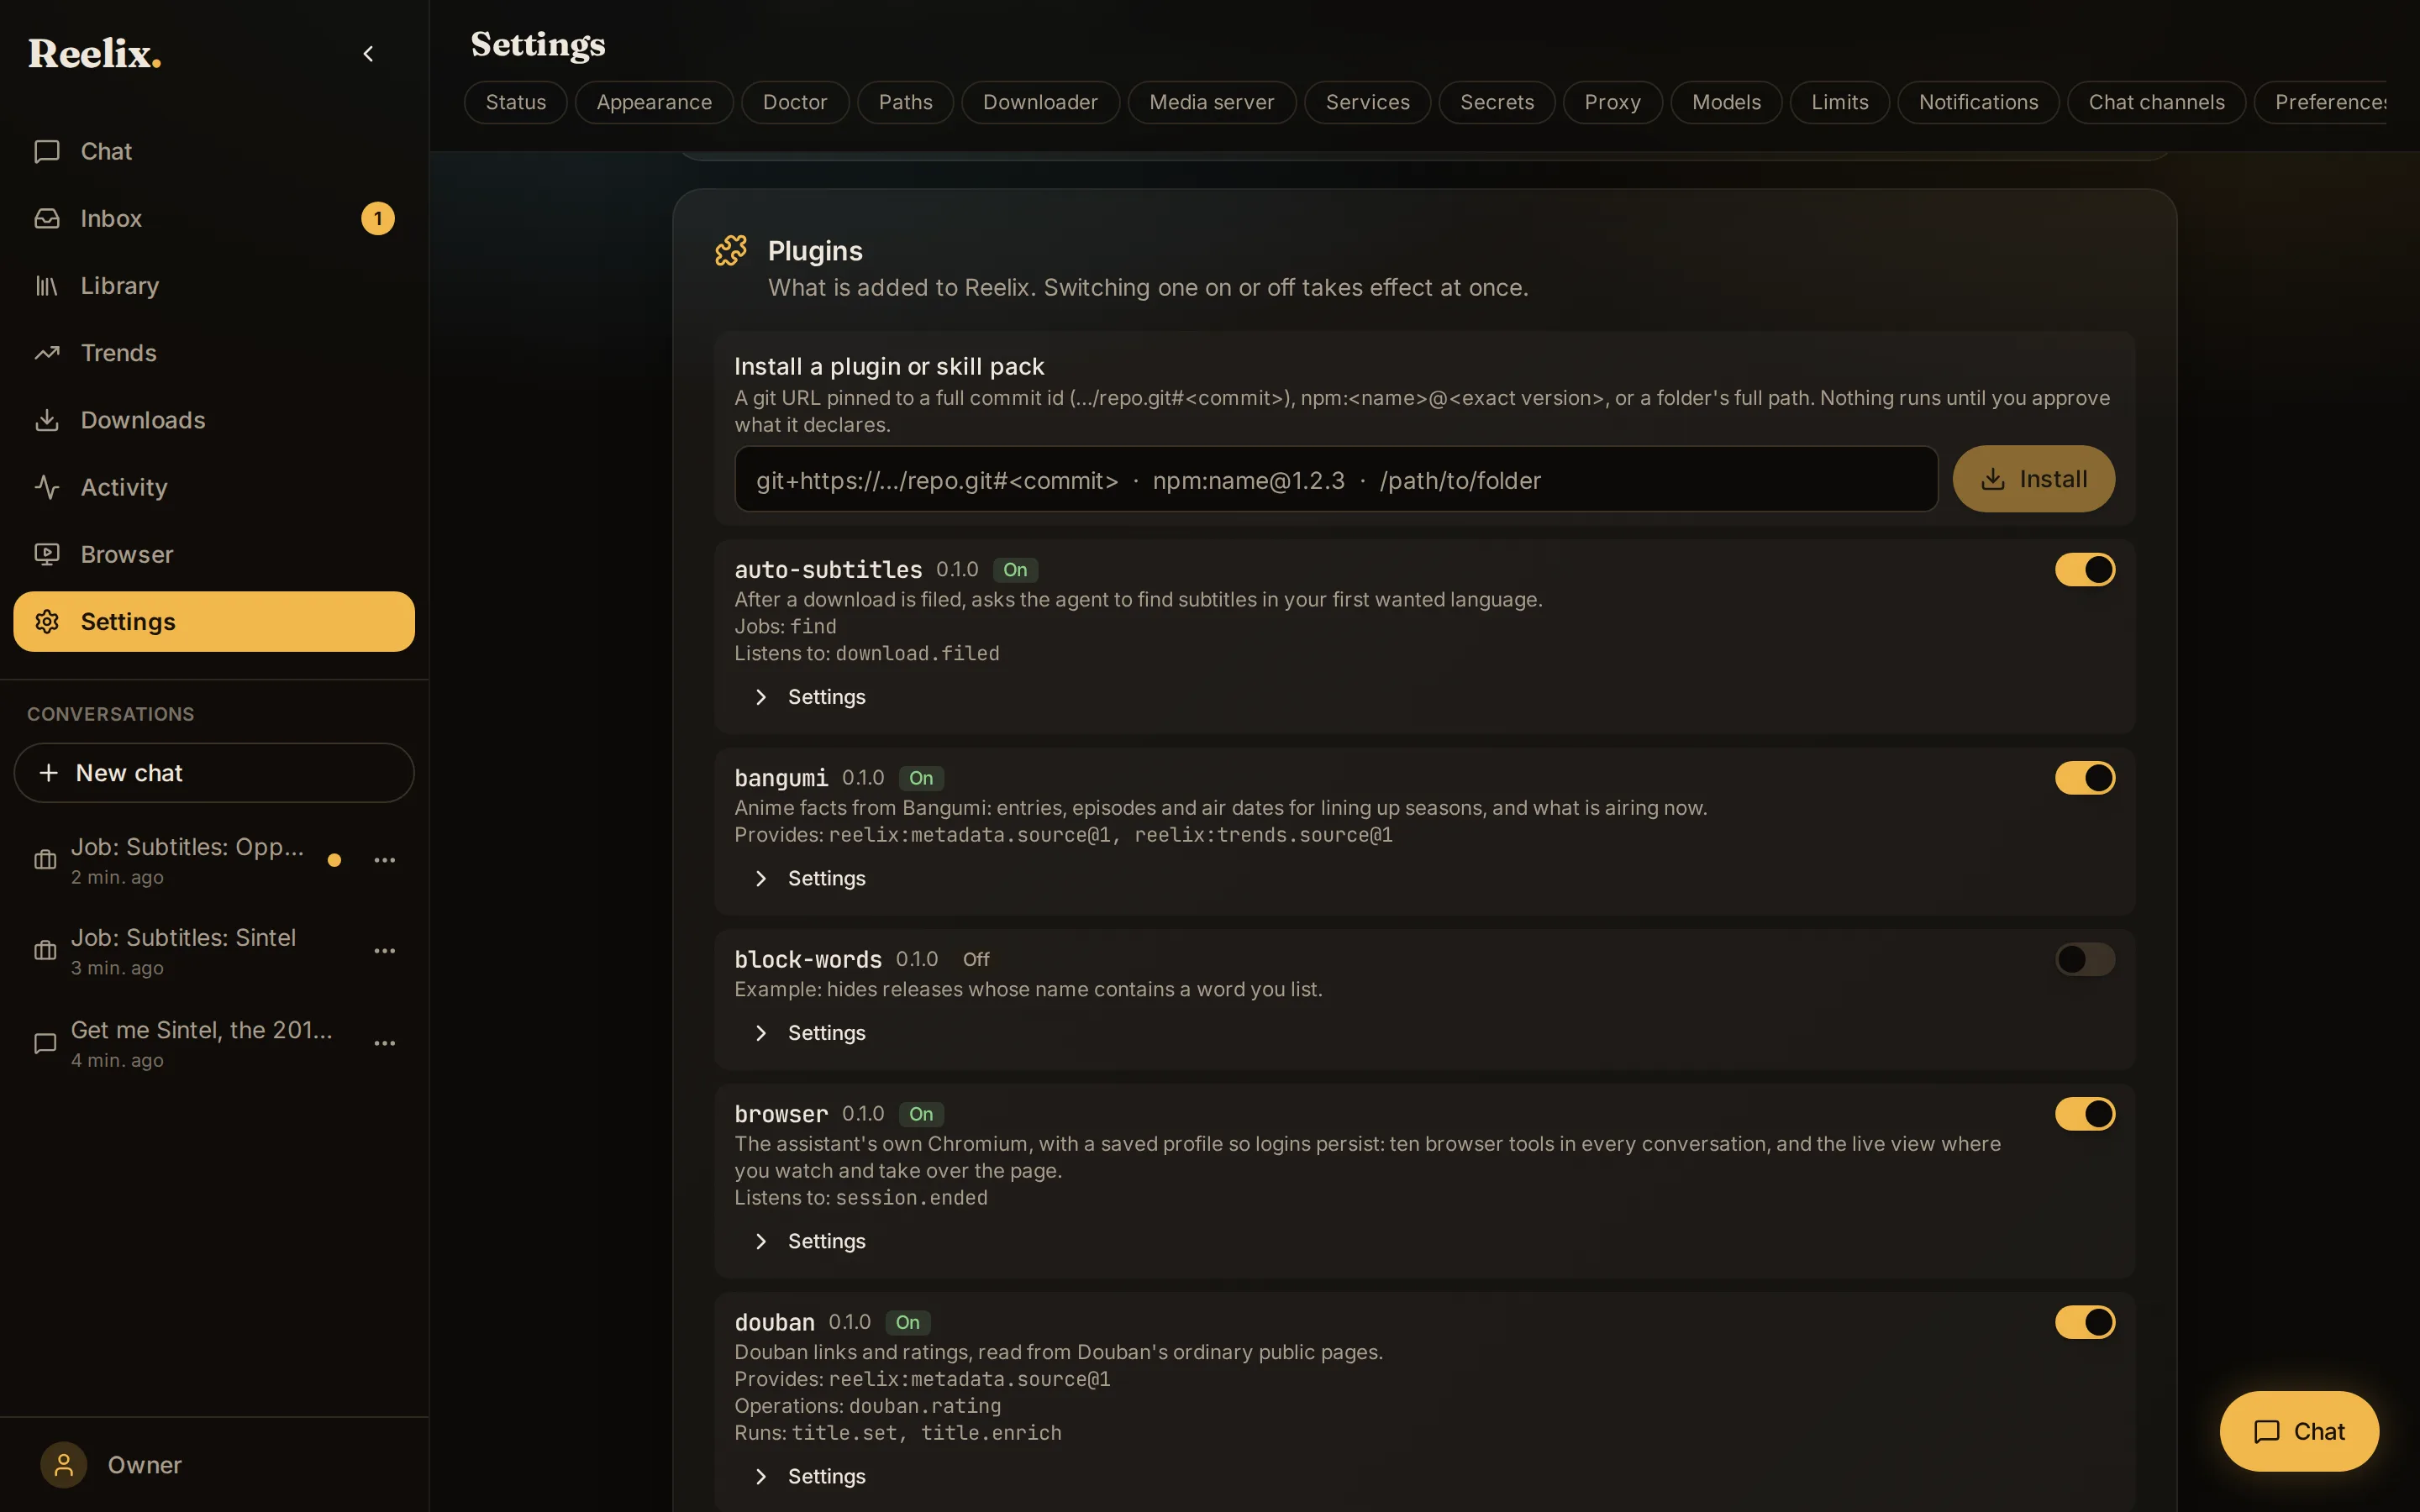 Reelix.
Chat
Inbox
1
Library
Trends
Downloads
Activity
Browser
Settings
CONVERSATIONS
New chat
Job: Subtitles: Opp...
2 min. ago
Job: Subtitles: Sintel
3 min. ago
Get me Sintel, the 201...
4 min. ago
Owner
Settings
Status
Appearance
Doctor
Paths
Downloader
Media server
Services
Secrets
Proxy
Models
Limits
Notifications
Chat channels
Preferences
Plugins
What is added to Reelix. Switching one on or off takes effect at once.
Install a plugin or skill pack
A git URL pinned to a full commit id (.../repo.git#<commit>), npm:<name>@<exact version>, or a folder's full path. Nothing runs until you approve
what it declares.
git+https://.../repo.git#<commit> · npm:name@1.2.3 · /path/to/folder
Install
auto-subtitles 0.1.0 On
After a download is filed, asks the agent to find subtitles in your first wanted language.
Jobs: find
Listens to: download.filed
Settings
bangumi 0.1.0 On
Anime facts from Bangumi: entries, episodes and air dates for lining up seasons, and what is airing now.
Provides: reelix:metadata.source@1, reelix:trends.source@1
Settings
block-words 0.1.0 Off
Example: hides releases whose name contains a word you list.
Settings
browser 0.1.0 On
The assistant's own Chromium, with a saved profile so logins persist: ten browser tools in every conversation, and the live view where
you watch and take over the page.
Listens to: session.ended
Settings
douban 0.1.0 On
Douban links and ratings, read from Douban's ordinary public pages.
Provides: reelix:metadata.source@1
Operations: douban.rating
Runs: title.set, title.enrich
Settings
Chat